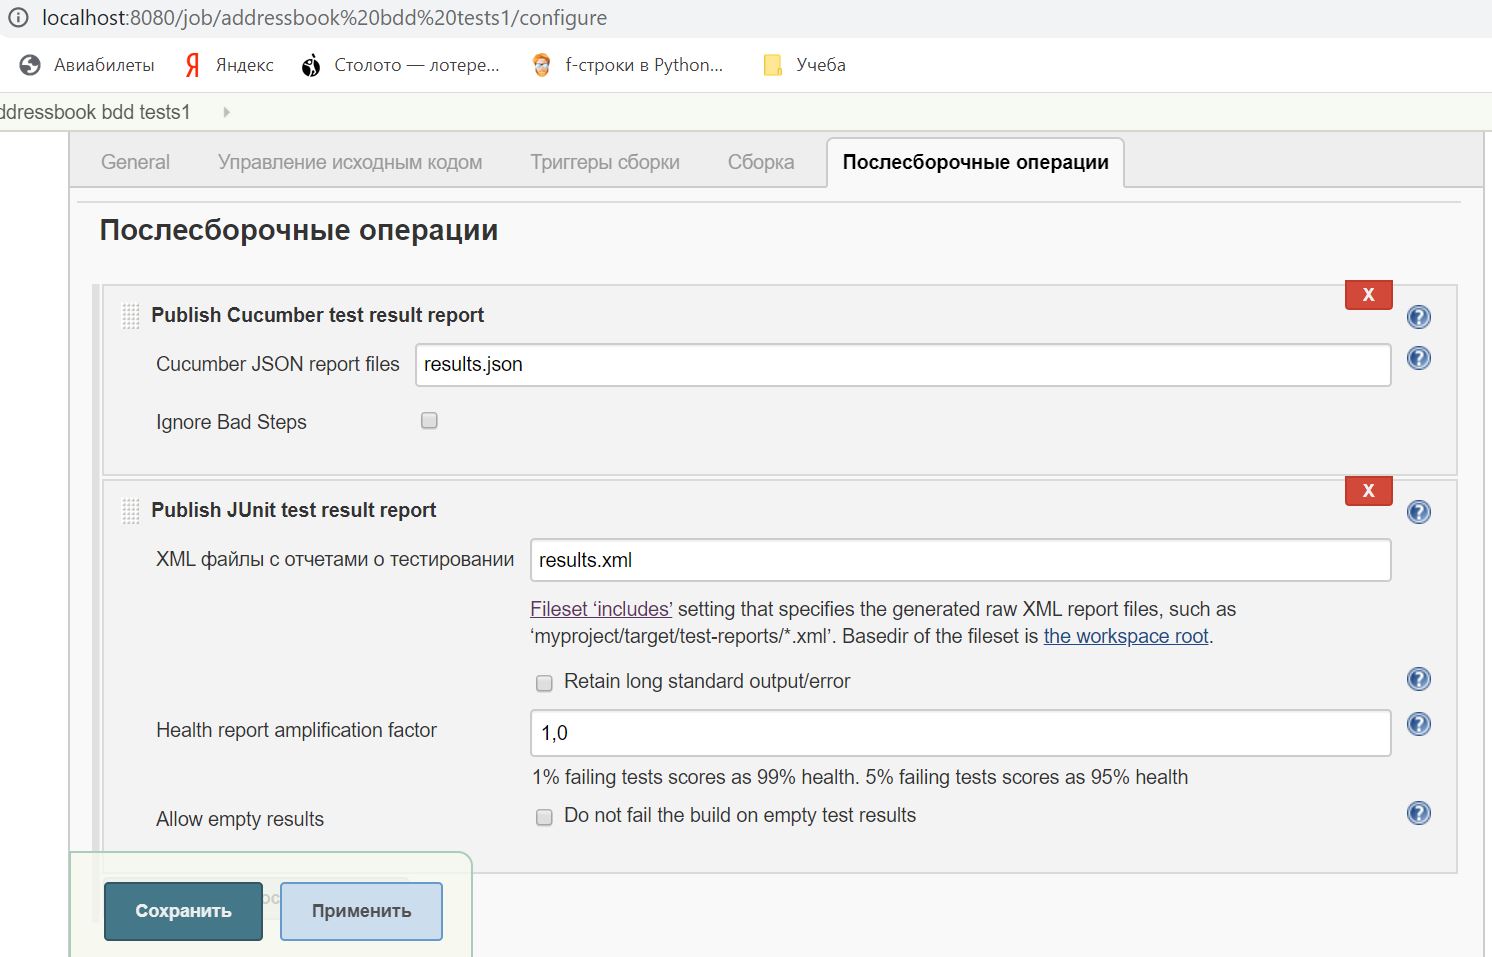 localhost:8080/job/addressbook%20bdd%20tests1/configure
Авиабилеты Яндекс Столото — лотере... f-строки в Python... Учеба
ddressbook bdd tests1
General Управление исходным кодом Триггеры сборки Сборка Послесборочные операции
Послесборочные операции
X
Publish Cucumber test result report
Cucumber JSON report files results.json
Ignore Bad Steps
X
Publish JUnit test result report
XML файлы с отчетами о тестировании results.xml
Fileset ‘includes’ setting that specifies the generated raw XML report files, such as
‘myproject/target/test-reports/*.xml’. Basedir of the fileset is the workspace root.
Retain long standard output/error
Health report amplification factor 1,0
1% failing tests scores as 99% health. 5% failing tests scores as 95% health
Allow empty results Do not fail the build on empty test results
Сохранить Применить